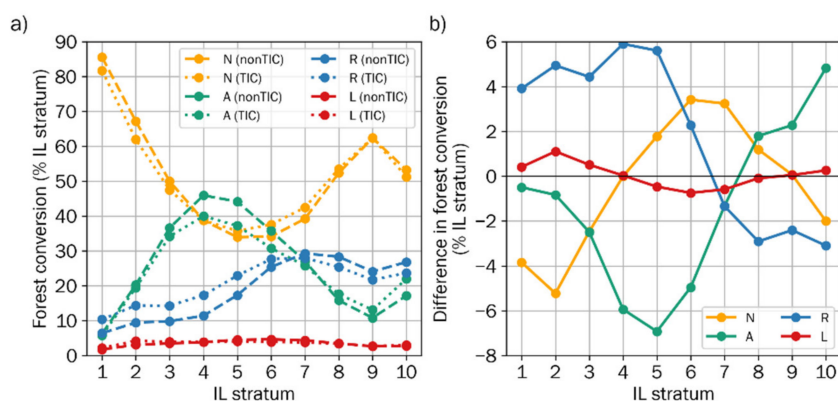 a)
Forest conversion (% IL stratum)
90
80
70
60
50
40
30
20
10
0
N (nonTIC)
N (TIC)
A (nonTIC)
A (TIC)
R (nonTIC)
R (TIC)
L (nonTIC)
L (TIC)
1 2 3 4 5 6 7 8 9 10
IL stratum
b)
Difference in forest conversion
(% IL stratum)
6
4
2
0
−2
−4
−6
−8
N
A
R
L
1 2 3 4 5 6 7 8 9 10
IL stratum